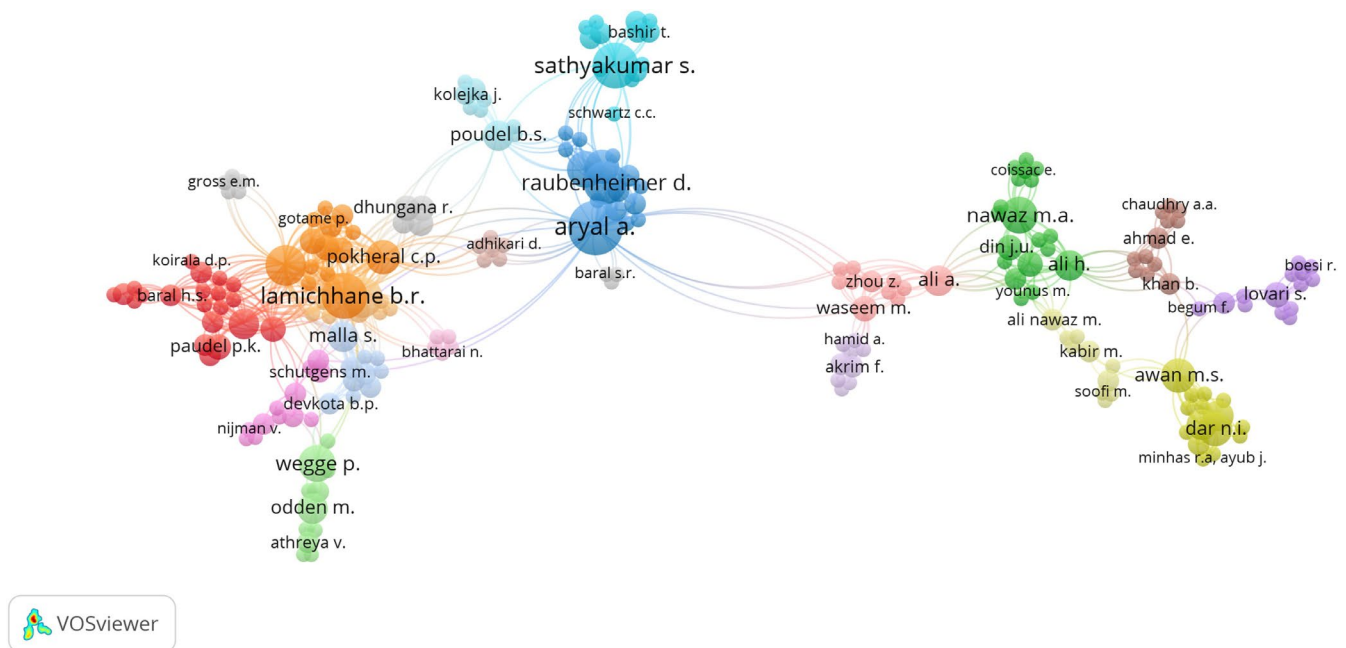 bashir t.
sathyakumar s.
kolejka j.
schwartz c.c.
poudel b.s.
coissac e.
gross e.m.
raubenheimer d.
dhungana r.
chaudhry a.a.
gotame p.
nawaz m.a.
aryal a.
ahmad e.
adhikari d.
din j.u.
pokheral c.p.
koirala d.p.
ali h.
boesi r.
baral s.r.
zhou z.
ali a.
khan b.
younus m.
baral h.s.
lamichhane b.r.
lovari s.
waseem m.
begum f.
ali nawaz m.
malla s.
hamid a.
paudel p.k.
bhattarai n.
kabir m.
akrim f.
schutgens m.
awan m.s.
soofi m.
devkota b.p.
nijman v.
dar n.i.
minhas r.a, ayub j.
wegge p.
odden m.
athreya v.
VOSviewer